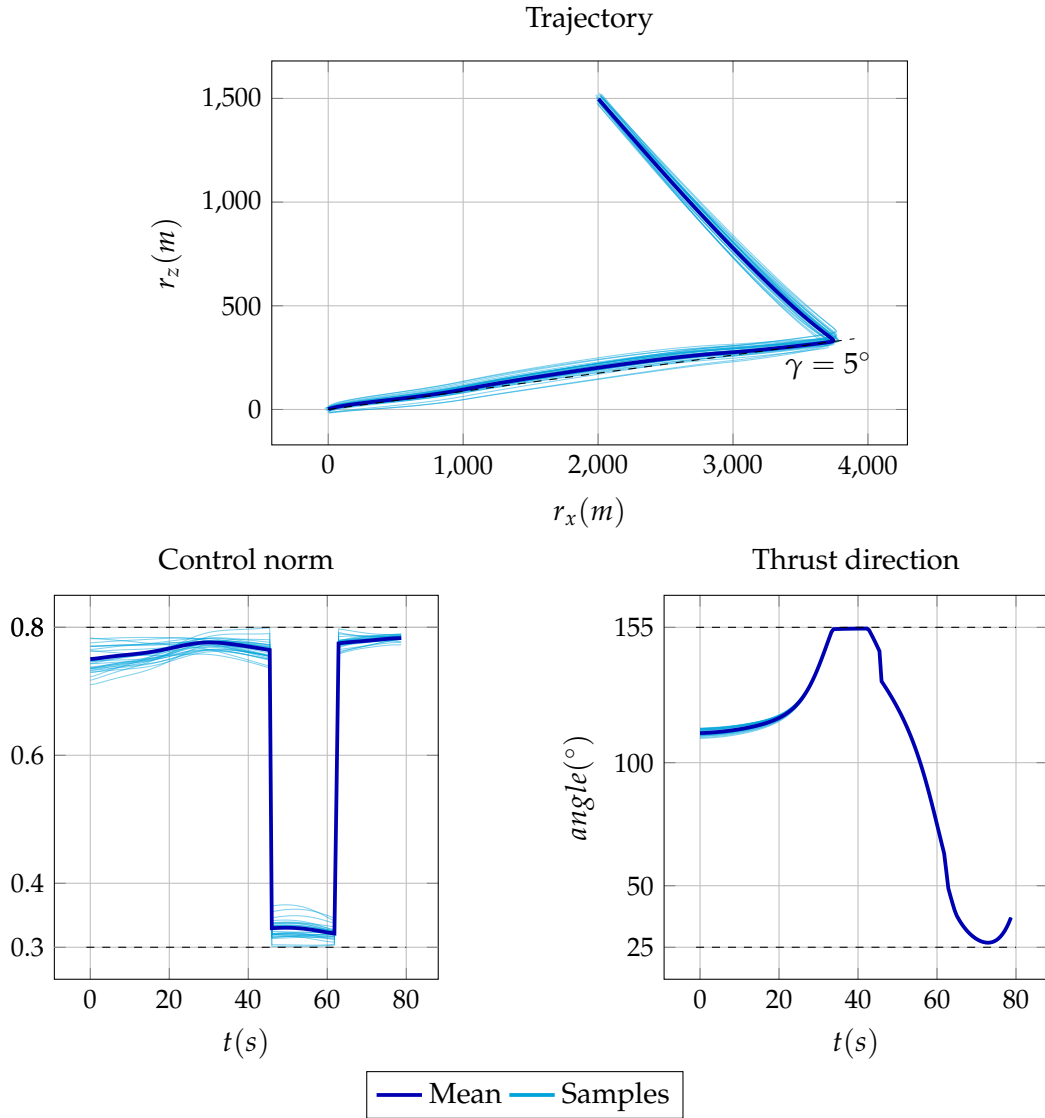 Trajectory
1,500
1,000
500
0
r_z(m)
γ = 5°
0 1,000 2,000 3,000 4,000
r_x(m)
Control norm
0.8
0.6
0.4
0.3
0 20 40 60 80
t(s)
Thrust direction
155
100
50
25
angle(°)
0 20 40 60 80
t(s)
Mean Samples